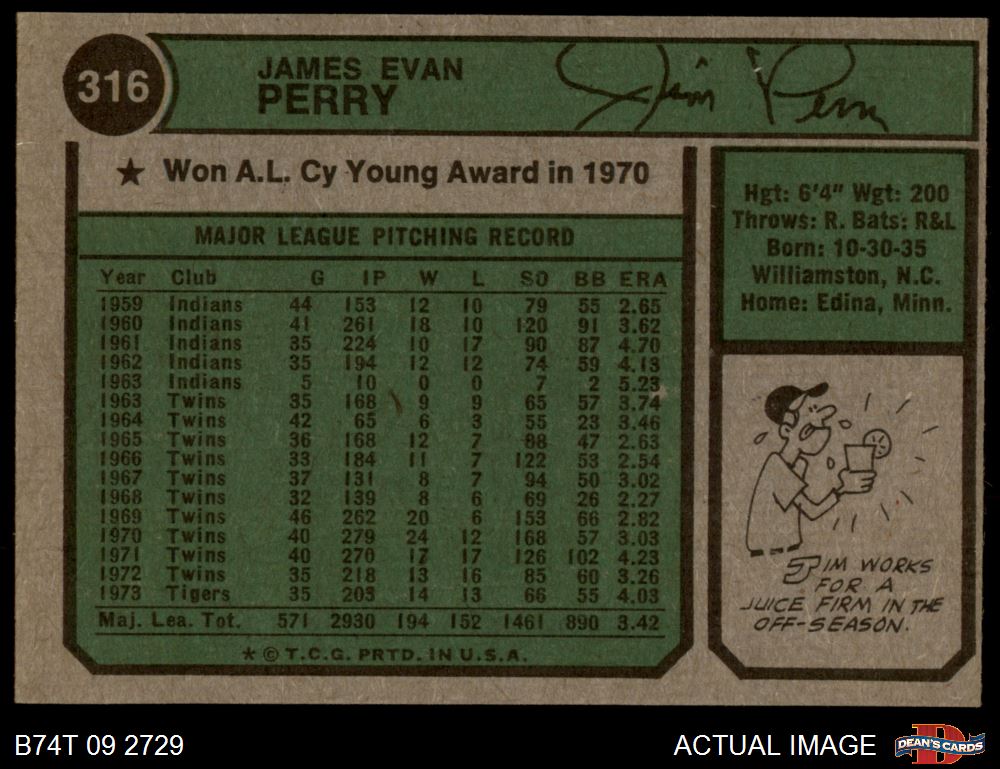 316
JAMES EVAN
PERRY
Jim Perry
★ Won A.L. Cy Young Award in 1970
MAJOR LEAGUE PITCHING RECORD
Year Club G IP W L SO BB ERA
1959 Indians 44 153 12 10 79 55 2.65
1960 Indians 41 261 18 10 120 91 3.62
1961 Indians 35 224 10 17 90 87 4.70
1962 Indians 35 194 12 12 74 59 4.13
1963 Indians 5 10 0 0 7 2 5.23
1963 Twins 35 168 9 9 65 57 3.74
1964 Twins 42 65 6 3 55 23 3.46
1965 Twins 36 168 12 7 88 47 2.63
1966 Twins 33 184 11 7 122 53 2.54
1967 Twins 37 131 8 7 94 50 3.02
1968 Twins 32 139 8 6 69 26 2.27
1969 Twins 46 262 20 6 153 66 2.82
1970 Twins 40 279 24 12 168 57 3.03
1971 Twins 40 270 17 17 126 102 4.23
1972 Twins 35 218 13 16 85 60 3.26
1973 Tigers 35 203 14 13 66 55 4.03
Maj. Lea. Tot. 571 2930 194 152 1461 890 3.42
★ © T.C.G. PRTD. IN U.S.A.
Hgt: 6'4" Wgt: 200
Throws: R. Bats: R&L
Born: 10-30-35
Williamston, N.C.
Home: Edina, Minn.
JIM WORKS
FOR A
JUICE FIRM IN THE
OFF-SEASON.
B74T 09 2729
ACTUAL IMAGE
DEAN'S CARDS